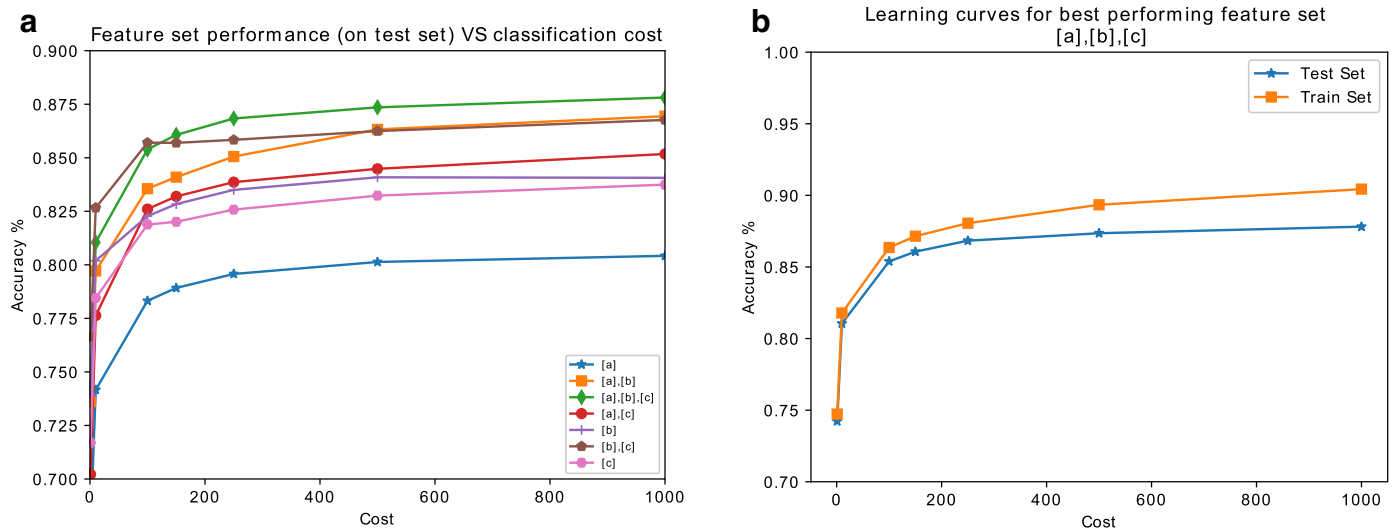 a
Feature set performance (on test set) VS classification cost
0.900
0.875
0.850
0.825
0.800
0.775
0.750
0.725
0.700
Accuracy %
0
200
400
600
800
1000
Cost
[a]
[a],[b]
[a],[b],[c]
[a],[c]
[b]
[b],[c]
[c]
b
Learning curves for best performing feature set
[a],[b],[c]
1.00
0.95
0.90
0.85
0.80
0.75
0.70
Accuracy %
0
200
400
600
800
1000
Cost
Test Set
Train Set